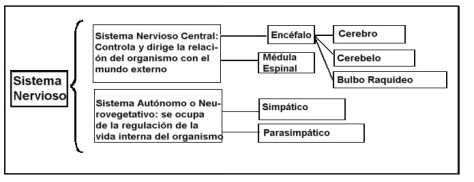 Sistema
Nervioso
Sistema Nervioso Central:
Controla y dirige la relaci-
ón del organismo con el
mundo externo
Encéfalo
Médula
Espinal
Cerebro
Cerebelo
Bulbo Raquideo
Sistema Autónomo o Neu-
rovegetativo: se ocupa
de la regulación de la
vida interna del organismo
Simpático
Parasimpático